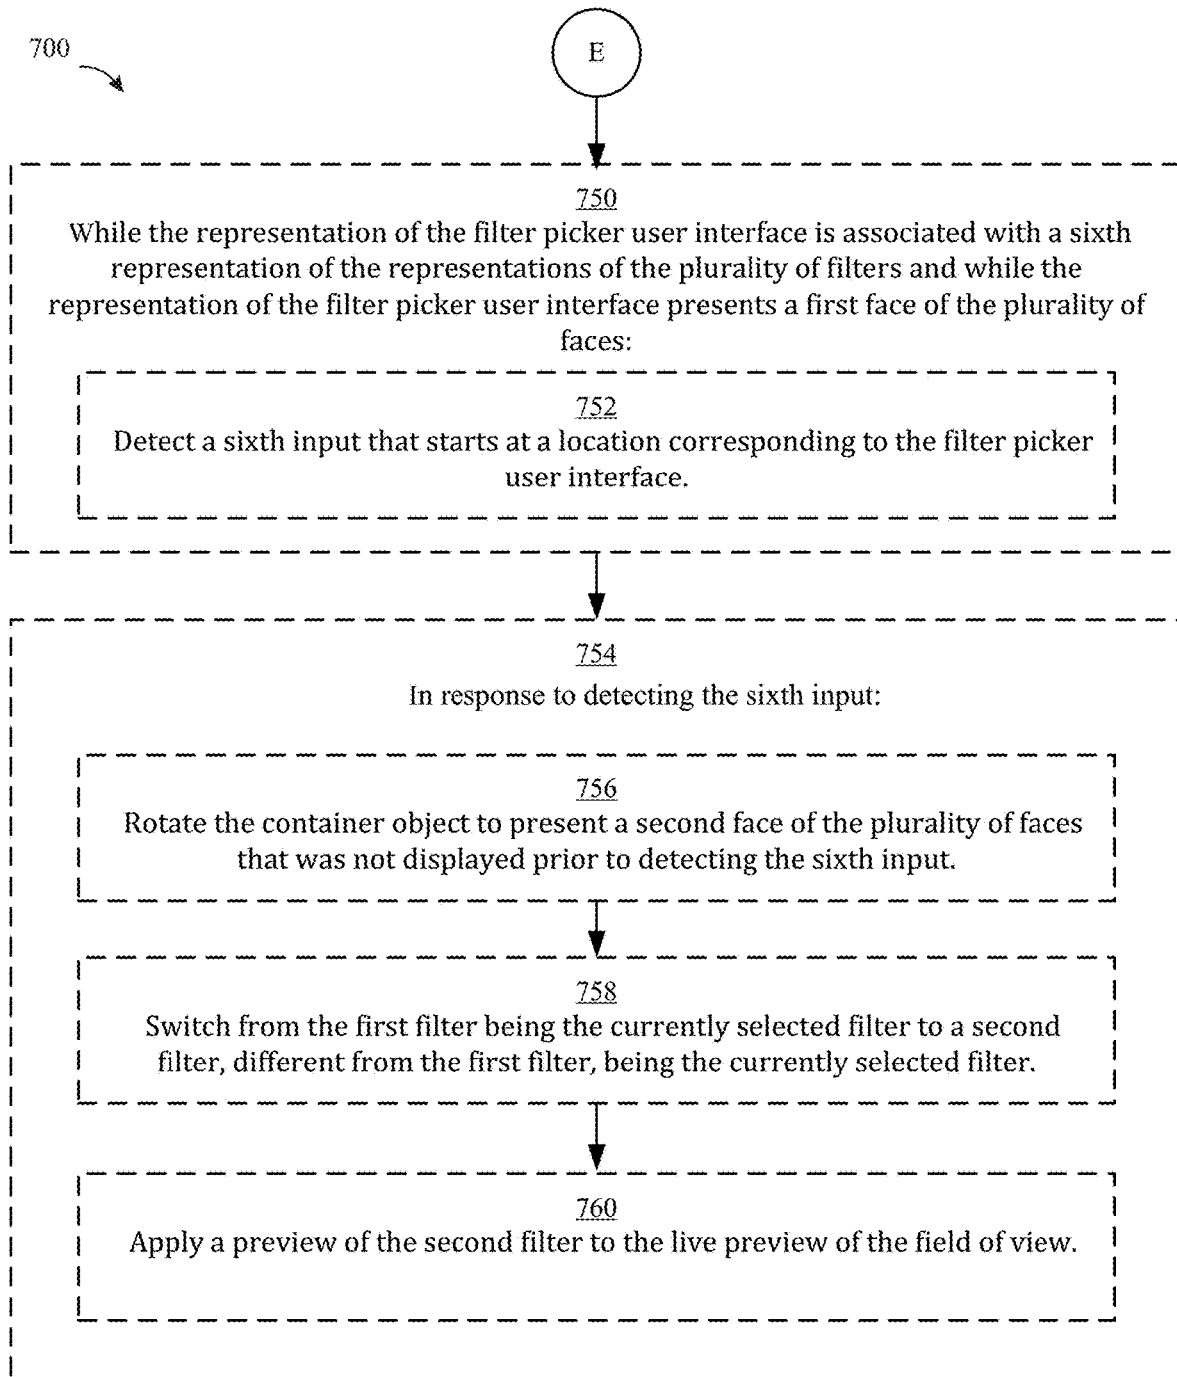 700
E
750
While the representation of the filter picker user interface is associated with a sixth
representation of the representations of the plurality of filters and while the
representation of the filter picker user interface presents a first face of the plurality of
faces:
752
Detect a sixth input that starts at a location corresponding to the filter picker
user interface.
754
In response to detecting the sixth input:
756
Rotate the container object to present a second face of the plurality of faces
that was not displayed prior to detecting the sixth input.
758
Switch from the first filter being the currently selected filter to a second
filter, different from the first filter, being the currently selected filter.
760
Apply a preview of the second filter to the live preview of the field of view.